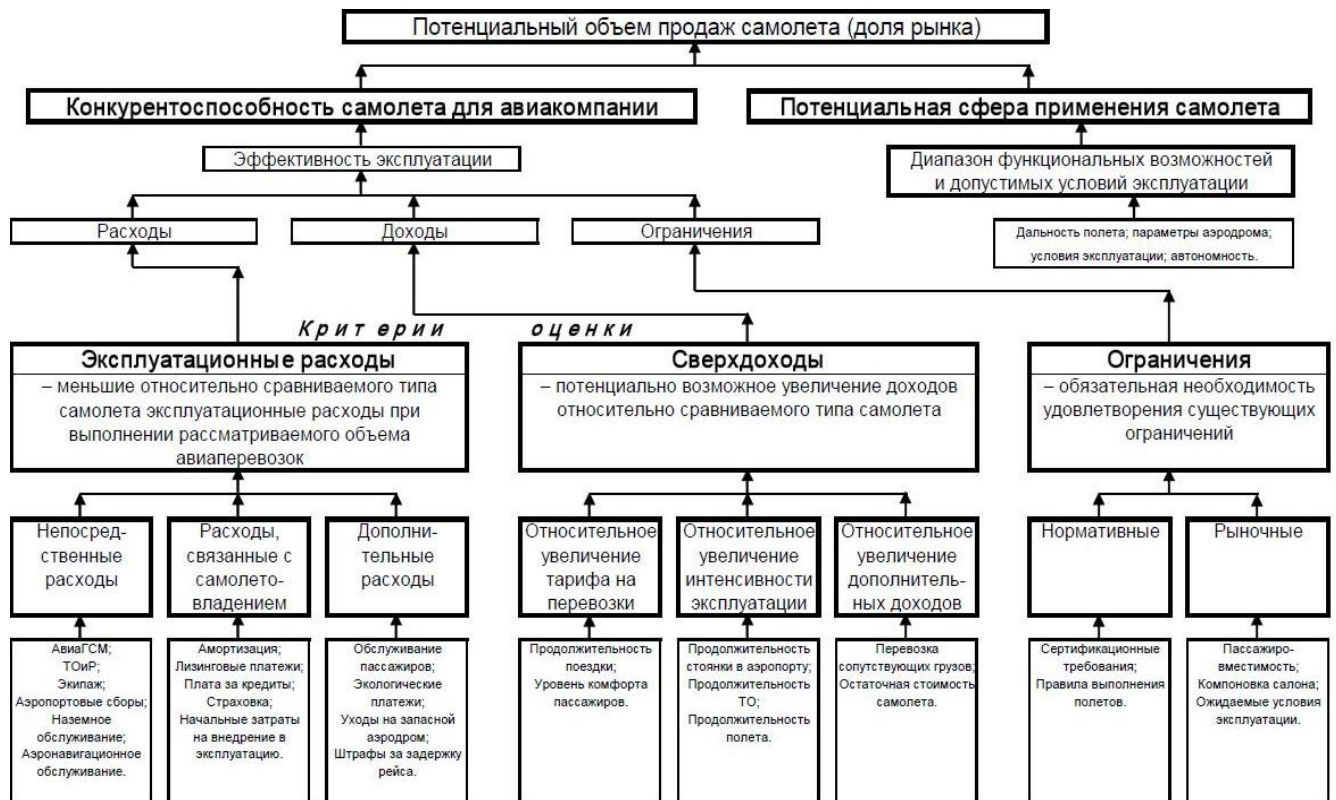 Потенциальный объем продаж самолета (доля рынка)
Конкурентоспособность самолета для авиакомпании
Потенциальная сфера применения самолета
Эффективность эксплуатации
Диапазон функциональных возможностей
и допустимых условий эксплуатации
Расходы
Доходы
Ограничения
Дальность полета; параметры аэродрома;
условия эксплуатации; автономность.
Критерии оценки
Эксплуатационные расходы
– меньшие относительно сравниваемого типа
самолета эксплуатационные расходы при
выполнении рассматриваемого объема
авиаперевозок
Сверхдоходы
– потенциально возможное увеличение доходов
относительно сравниваемого типа самолета
Ограничения
– обязательная необходимость
удовлетворения существующих
ограничений
Непосред-
ственные
расходы
Расходы,
связанные с
самолето-
владением
Дополни-
тельные
расходы
Относительное
увеличение
тарифа на
перевозки
Относительное
увеличение
интенсивности
эксплуатации
Относительное
увеличение
дополнитель-
ных доходов
Нормативные
Рыночные
АвиаГСМ;
ТОиР;
Экипаж;
Аэропортовые сборы;
Наземное
обслуживание;
Аэронавигационное
обслуживание.
Амортизация;
Лизинговые платежи;
Плата за кредиты;
Страховка;
Начальные затраты
на внедрение в
эксплуатацию.
Обслуживание
пассажиров;
Экологические
платежи;
Уходы на запасной
аэродром;
Штрафы за задержку
рейса.
Продолжительность
поездки;
Уровень комфорта
пассажиров.
Продолжительность
стоянки в аэропорту;
Продолжительность
ТО;
Продолжительность
полета.
Перевозка
сопутствующих грузов;
Остаточная стоимость
самолета.
Сертификационные
требования;
Правила выполнения
полетов.
Пассажиро-
вместимость;
Компоновка салона;
Ожидаемые условия
эксплуатации.